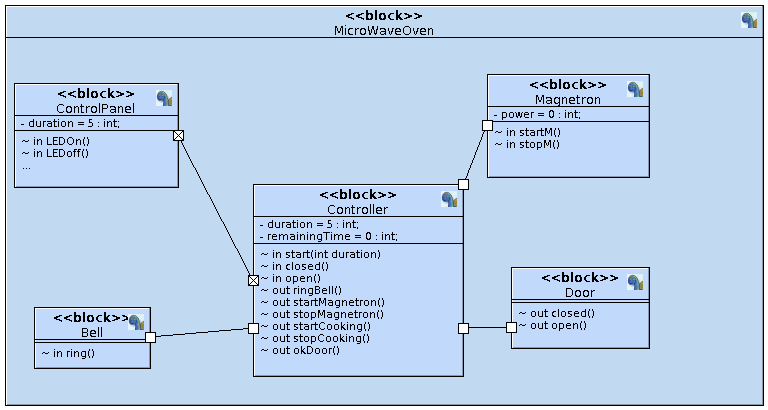 <<block>>
MicroWaveOven
<<block>>
ControlPanel
- duration = 5 : int;
~ in LEDOn()
~ in LEDoff()
...
<<block>>
Magnetron
- power = 0 : int;
~ in startM()
~ in stopM()
<<block>>
Controller
- duration = 5 : int;
- remainingTime = 0 : int;
~ in start(int duration)
~ in closed()
~ in open()
~ out ringBell()
~ out startMagnetron()
~ out stopMagnetron()
~ out startCooking()
~ out stopCooking()
~ out okDoor()
<<block>>
Bell
~ in ring()
<<block>>
Door
~ out closed()
~ out open()